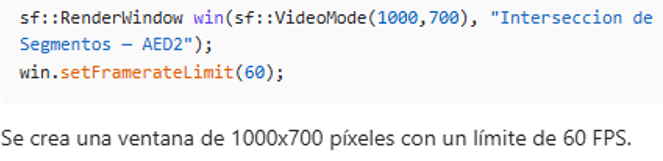 sf::RenderWindow win(sf::VideoMode(1000,700), "Interseccion de
Segmentos — AED2");
win.setFramerateLimit(60);
Se crea una ventana de 1000x700 píxeles con un límite de 60 FPS.